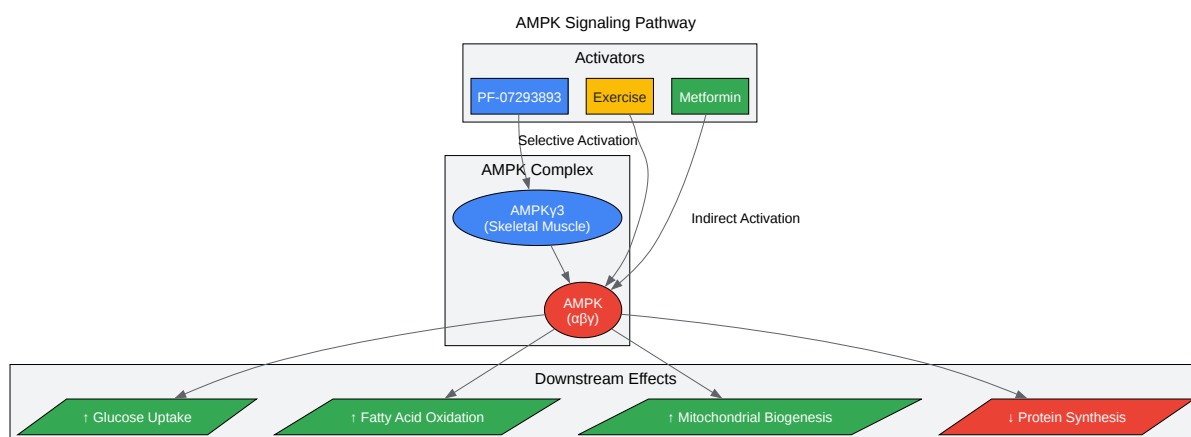 AMPK Signaling Pathway
Activators
PF-07293893
Exercise
Metformin
Selective Activation
AMPK Complex
AMPKγ3
(Skeletal Muscle)
Indirect Activation
AMPK
(αβγ)
Downstream Effects
↑ Glucose Uptake
↑ Fatty Acid Oxidation
↑ Mitochondrial Biogenesis
↓ Protein Synthesis